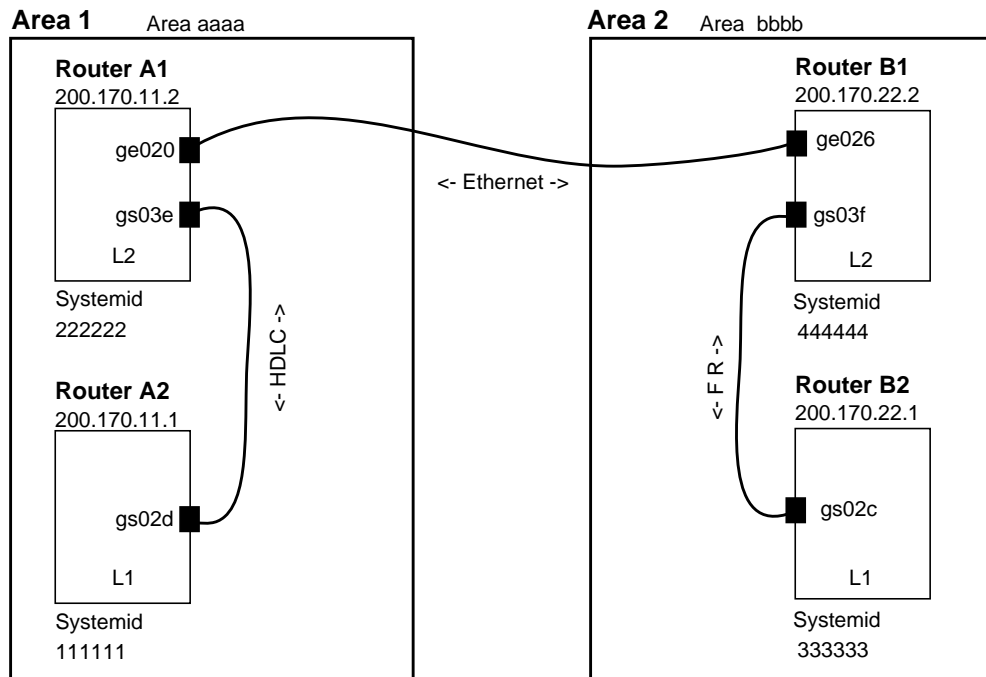 Area 1 Area aaaa
Router A1
200.170.11.2
ge020
gs03e
L2
Systemid
222222
<- HDLC ->
Router A2
200.170.11.1
gs02d
L1
Systemid
111111
<- Ethernet ->
Area 2 Area bbbb
Router B1
200.170.22.2
ge026
gs03f
L2
Systemid
444444
<- F R ->
Router B2
200.170.22.1
gs02c
L1
Systemid
333333